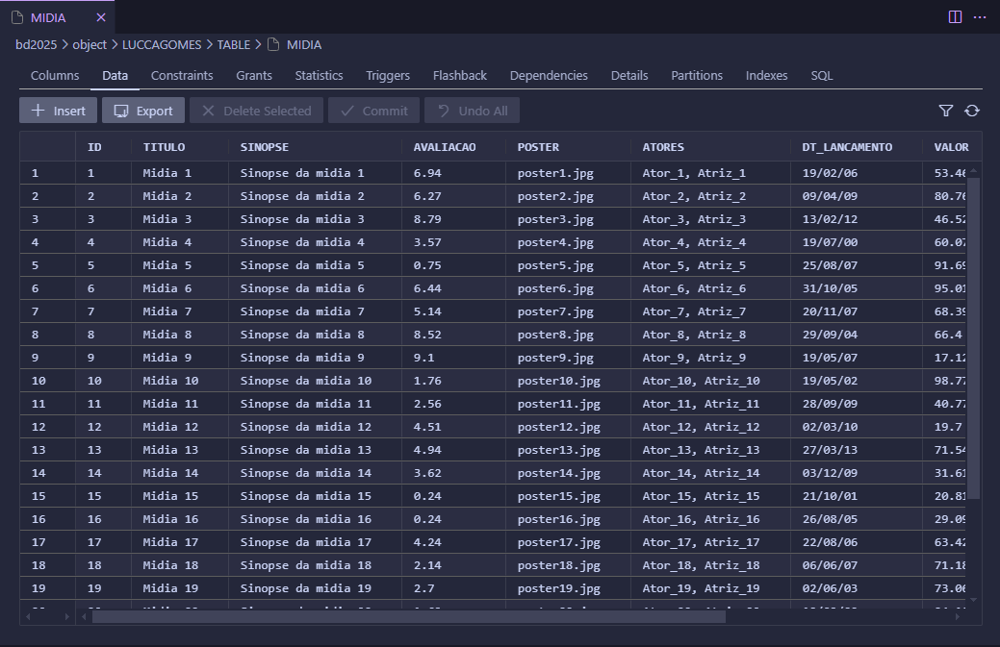 MIDIA
bd2025 object LUCCAGOMES TABLE MIDIA
Columns Data Constraints Grants Statistics Triggers Flashback Dependencies Details Partitions Indexes SQL
Insert Export Delete Selected Commit Undo All
ID TITULO SINOPSE AVALIACAO POSTER ATORES DT_LANCAMENTO VALOR
1 1 Midia 1 Sinopse da midia 1 6.94 poster1.jpg Ator_1, Atriz_1 19/02/06 53.46
2 2 Midia 2 Sinopse da midia 2 6.27 poster2.jpg Ator_2, Atriz_2 09/04/09 80.76
3 3 Midia 3 Sinopse da midia 3 8.79 poster3.jpg Ator_3, Atriz_3 13/02/12 46.52
4 4 Midia 4 Sinopse da midia 4 3.57 poster4.jpg Ator_4, Atriz_4 19/07/00 60.07
5 5 Midia 5 Sinopse da midia 5 0.75 poster5.jpg Ator_5, Atriz_5 25/08/07 91.69
6 6 Midia 6 Sinopse da midia 6 6.44 poster6.jpg Ator_6, Atriz_6 31/10/05 95.01
7 7 Midia 7 Sinopse da midia 7 5.14 poster7.jpg Ator_7, Atriz_7 20/11/07 68.39
8 8 Midia 8 Sinopse da midia 8 8.52 poster8.jpg Ator_8, Atriz_8 29/09/04 66.4
9 9 Midia 9 Sinopse da midia 9 9.1 poster9.jpg Ator_9, Atriz_9 19/05/07 17.12
10 10 Midia 10 Sinopse da midia 10 1.76 poster10.jpg Ator_10, Atriz_10 19/05/02 98.77
11 11 Midia 11 Sinopse da midia 11 2.56 poster11.jpg Ator_11, Atriz_11 28/09/09 40.77
12 12 Midia 12 Sinopse da midia 12 4.51 poster12.jpg Ator_12, Atriz_12 02/03/10 19.7
13 13 Midia 13 Sinopse da midia 13 4.94 poster13.jpg Ator_13, Atriz_13 27/03/13 71.54
14 14 Midia 14 Sinopse da midia 14 3.62 poster14.jpg Ator_14, Atriz_14 03/12/09 31.61
15 15 Midia 15 Sinopse da midia 15 0.24 poster15.jpg Ator_15, Atriz_15 21/10/01 20.81
16 16 Midia 16 Sinopse da midia 16 0.24 poster16.jpg Ator_16, Atriz_16 26/08/05 29.09
17 17 Midia 17 Sinopse da midia 17 4.24 poster17.jpg Ator_17, Atriz_17 22/08/06 63.42
18 18 Midia 18 Sinopse da midia 18 2.14 poster18.jpg Ator_18, Atriz_18 06/06/07 71.18
19 19 Midia 19 Sinopse da midia 19 2.7 poster19.jpg Ator_19, Atriz_19 02/06/03 73.06